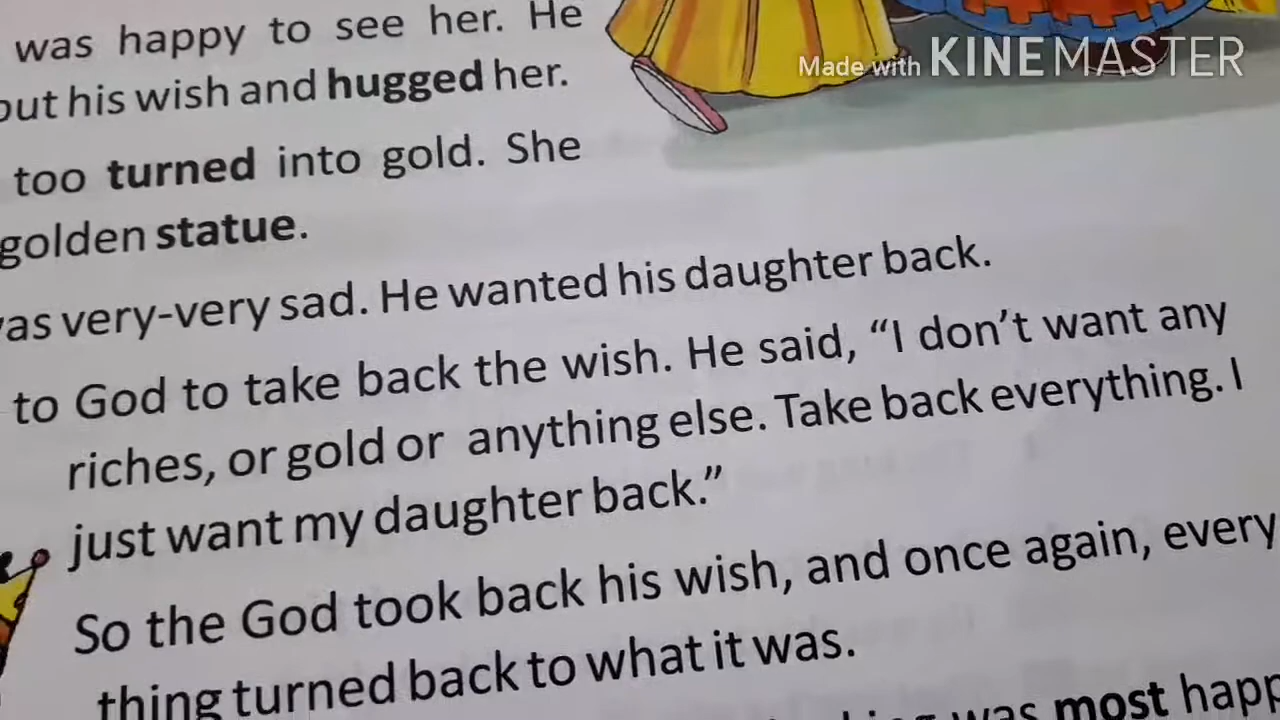 was happy to see her. He
Made with KINEMASTER
out his wish and hugged her.
too turned into gold. She
golden statue.
was very-very sad. He wanted his daughter back.
to God to take back the wish. He said, “I don’t want any
riches, or gold or anything else. Take back everything. I
just want my daughter back.”
So the God took back his wish, and once again, every
thing turned back to what it was.
was most happ